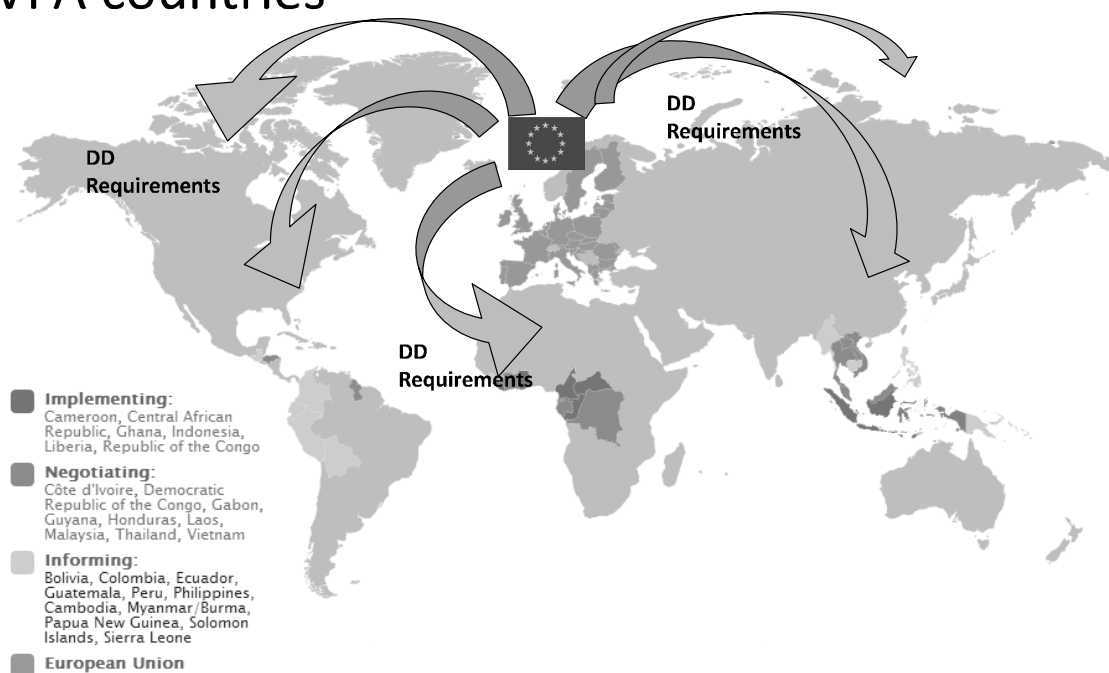 VPA countries
DD
Requirements
DD
Requirements
DD
Requirements
Implementing:
Cameroon, Central African
Republic, Ghana, Indonesia,
Liberia, Republic of the Congo
Negotiating:
Côte d'Ivoire, Democratic
Republic of the Congo, Gabon,
Guyana, Honduras, Laos,
Malaysia, Thailand, Vietnam
Informing:
Bolivia, Colombia, Ecuador,
Guatemala, Peru, Philippines,
Cambodia, Myanmar/Burma,
Papua New Guinea, Solomon
Islands, Sierra Leone
European Union